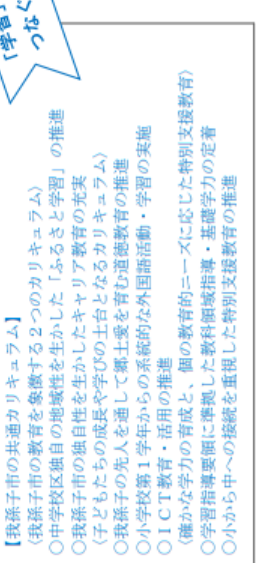 「学習」
つなぐ
【我孫子市の共通カリキュラム】
〈我孫子市の教育を象徴する２つのカリキュラム〉
○中学校区独自の地域性を生かした「ふるさと学習」の推進
○我孫子市の独自性を生かしたキャリア教育の充実
〈子どもたちの成長や学びの土台となるカリキュラム〉
○我孫子の先人を通して郷土愛を育む道徳教育の推進
○小学校第１学年からの系統的な外国語活動・学習の実施
○ＩＣＴ教育・活用の推進
〈確かな学力の育成と、個の教育的ニーズに応じた特別支援教育〉
○学習指導要領に準拠した教科領域指導・基礎学力の定着
○小から中への接続を重視した特別支援教育の推進